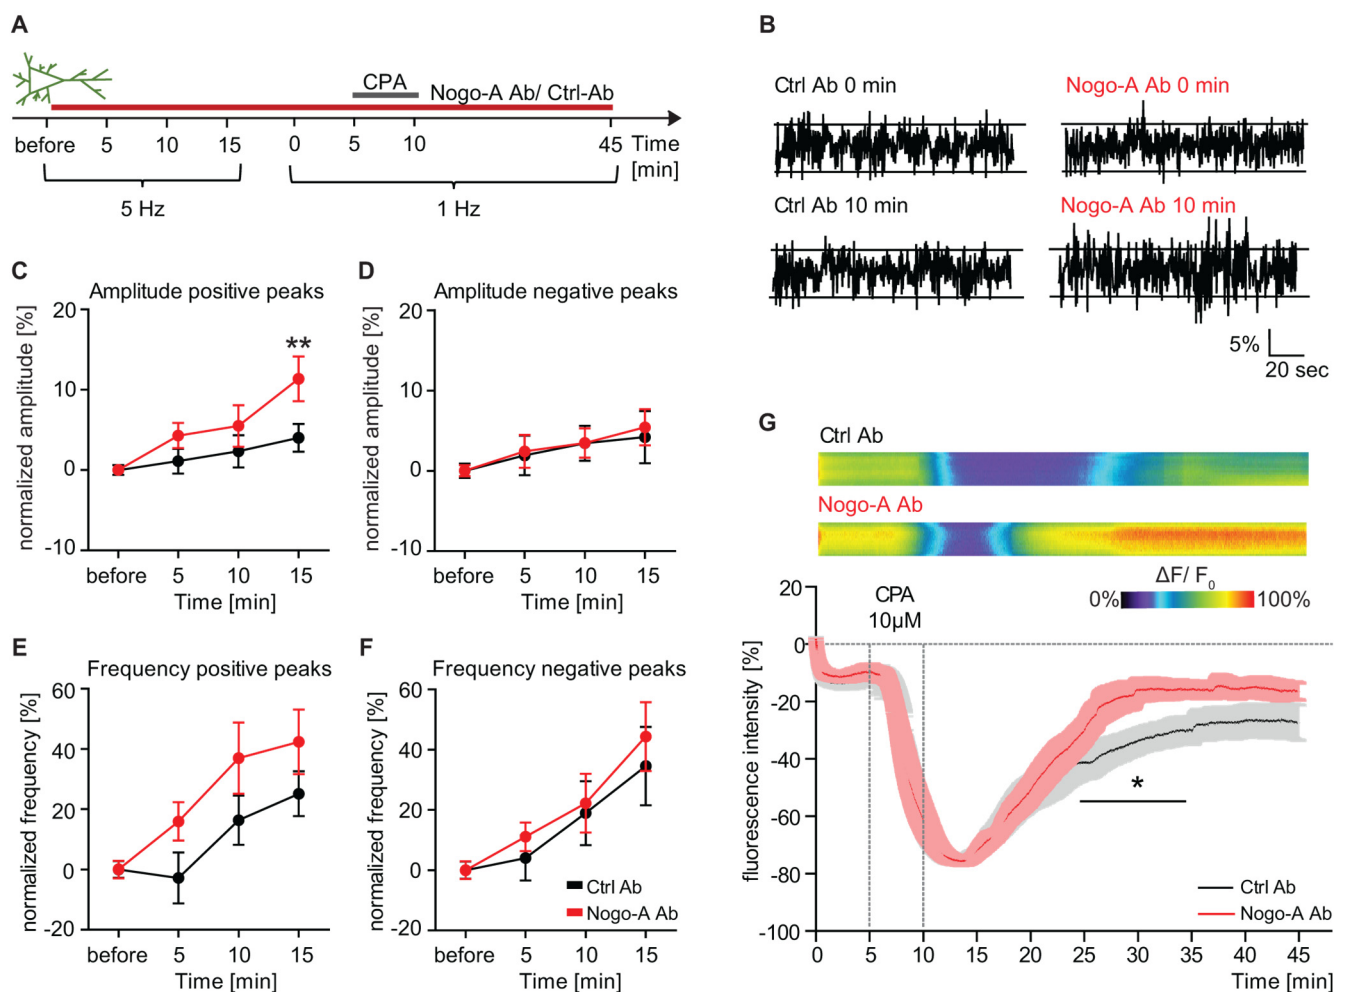 A
CPA
Nogo-A Ab/ Ctrl-Ab
before 5 10 15 0 5 10 45 Time [min]
5 Hz
1 Hz
B
Ctrl Ab 0 min
Nogo-A Ab 0 min
Ctrl Ab 10 min
Nogo-A Ab 10 min
5%
20 sec
C
Amplitude positive peaks
normalized amplitude [%]
20
10
0
-10
**
before 5 10 15
Time [min]
D
Amplitude negative peaks
normalized amplitude [%]
20
10
0
-10
before 5 10 15
Time [min]
E
Frequency positive peaks
normalized frequency [%]
60
40
20
0
-20
before 5 10 15
Time [min]
F
Frequency negative peaks
normalized frequency [%]
60
40
20
0
-20
Ctrl Ab
Nogo-A Ab
before 5 10 15
Time [min]
G
Ctrl Ab
Nogo-A Ab
ΔF/ F0
0% 100%
CPA
10µM
fluorescence intensity [%]
20
0
-20
-40
-60
-80
-100
*
Ctrl Ab
Nogo-A Ab
0 5 10 15 20 25 30 35 40 45
Time [min]